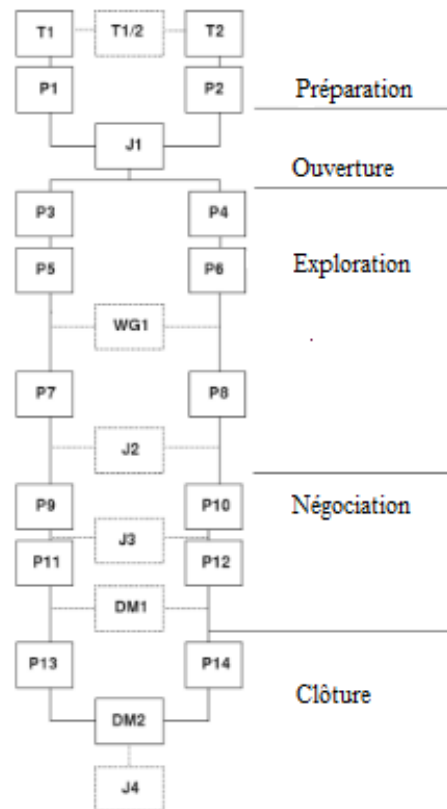 T1 T1/2 T2
P1 P2 Préparation
J1
Ouverture
P3 P4
P5 P6 Exploration
WG1
P7 P8
J2
P9 P10 Négociation
J3
P11 P12
DM1
P13 P14
Clôture
DM2
J4